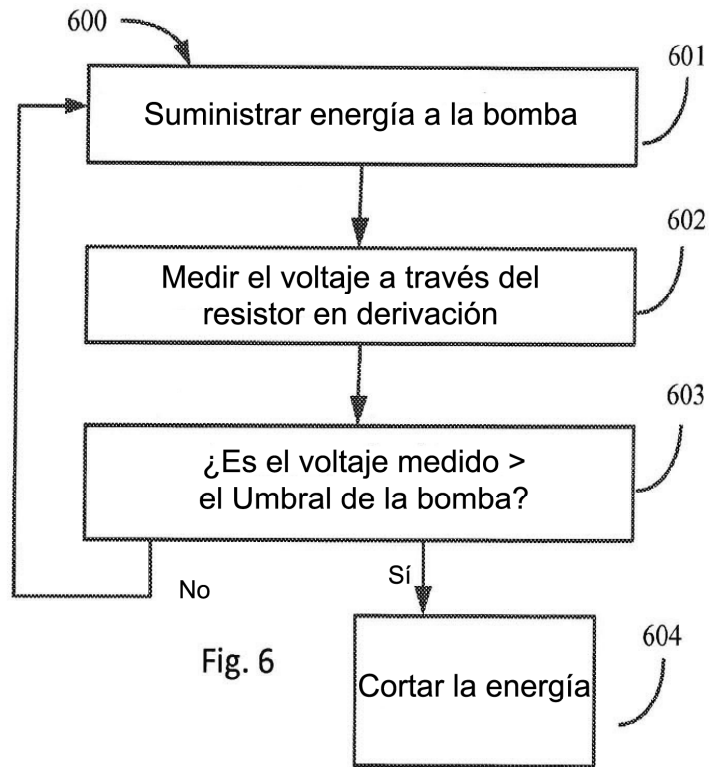 600
601
Suministrar energía a la bomba
602
Medir el voltaje a través del
resistor en derivación
603
¿Es el voltaje medido >
el Umbral de la bomba?
No
Sí
604
Cortar la energía
Fig. 6